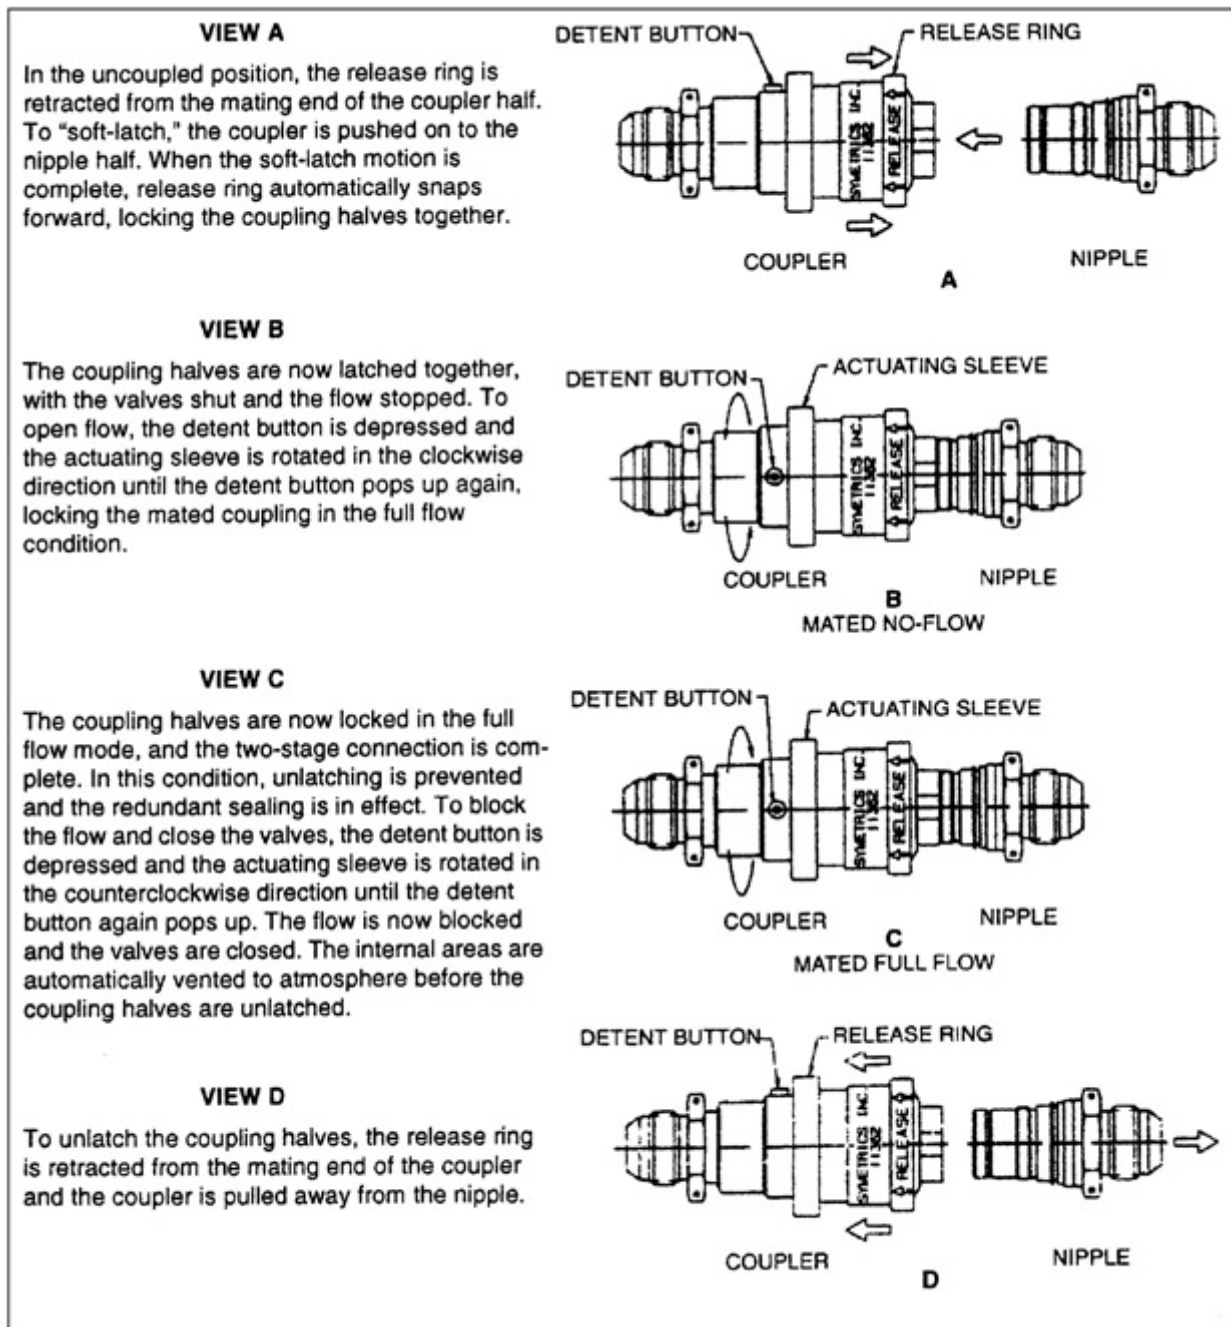 VIEW A
In the uncoupled position, the release ring is
retracted from the mating end of the coupler half.
To “soft-latch,” the coupler is pushed on to the
nipple half. When the soft-latch motion is
complete, release ring automatically snaps
forward, locking the coupling halves together.
DETENT BUTTON
RELEASE RING
SYMETRICS INC.
11362
RELEASE
COUPLER
NIPPLE
A
VIEW B
The coupling halves are now latched together,
with the valves shut and the flow stopped. To
open flow, the detent button is depressed and
the actuating sleeve is rotated in the clockwise
direction until the detent button pops up again,
locking the mated coupling in the full flow
condition.
DETENT BUTTON
ACTUATING SLEEVE
SYMETRICS INC.
11362
RELEASE
COUPLER
NIPPLE
B
MATED NO-FLOW
VIEW C
The coupling halves are now locked in the full
flow mode, and the two-stage connection is com-
plete. In this condition, unlatching is prevented
and the redundant sealing is in effect. To block
the flow and close the valves, the detent button is
depressed and the actuating sleeve is rotated in
the counterclockwise direction until the detent
button again pops up. The flow is now blocked
and the valves are closed. The internal areas are
automatically vented to atmosphere before the
coupling halves are unlatched.
DETENT BUTTON
ACTUATING SLEEVE
SYMETRICS INC.
11362
RELEASE
COUPLER
NIPPLE
C
MATED FULL FLOW
VIEW D
To unlatch the coupling halves, the release ring
is retracted from the mating end of the coupler
and the coupler is pulled away from the nipple.
DETENT BUTTON
RELEASE RING
SYMETRICS INC.
11362
RELEASE
COUPLER
NIPPLE
D